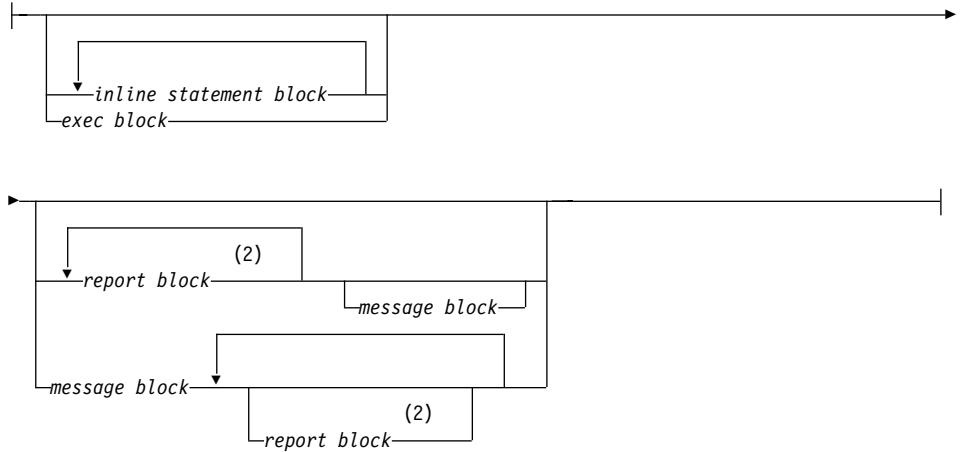 inline statement block
exec block
(2)
report block
message block
message block
(2)
report block